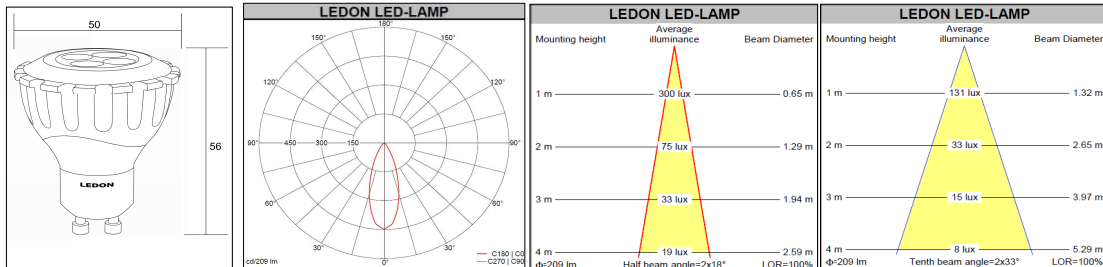 50
56
LEDON
LEDON LED-LAMP
180°
150° 150°
120° 120°
90° 450 300 150 90°
60° 60°
30° 30°
0°
cd/209 lm
C180 | C0
C270 | C90
LEDON LED-LAMP
Mounting height Average illuminance Beam Diameter
1 m 300 lux 0.65 m
2 m 75 lux 1.29 m
3 m 33 lux 1.94 m
4 m 19 lux 2.59 m
Φ=209 lm Half beam angle=2x18° LOR=100%
LEDON LED-LAMP
Mounting height Average illuminance Beam Diameter
1 m 131 lux 1.32 m
2 m 33 lux 2.65 m
3 m 15 lux 3.97 m
4 m 8 lux 5.29 m
Φ=209 lm Tenth beam angle=2x33° LOR=100%